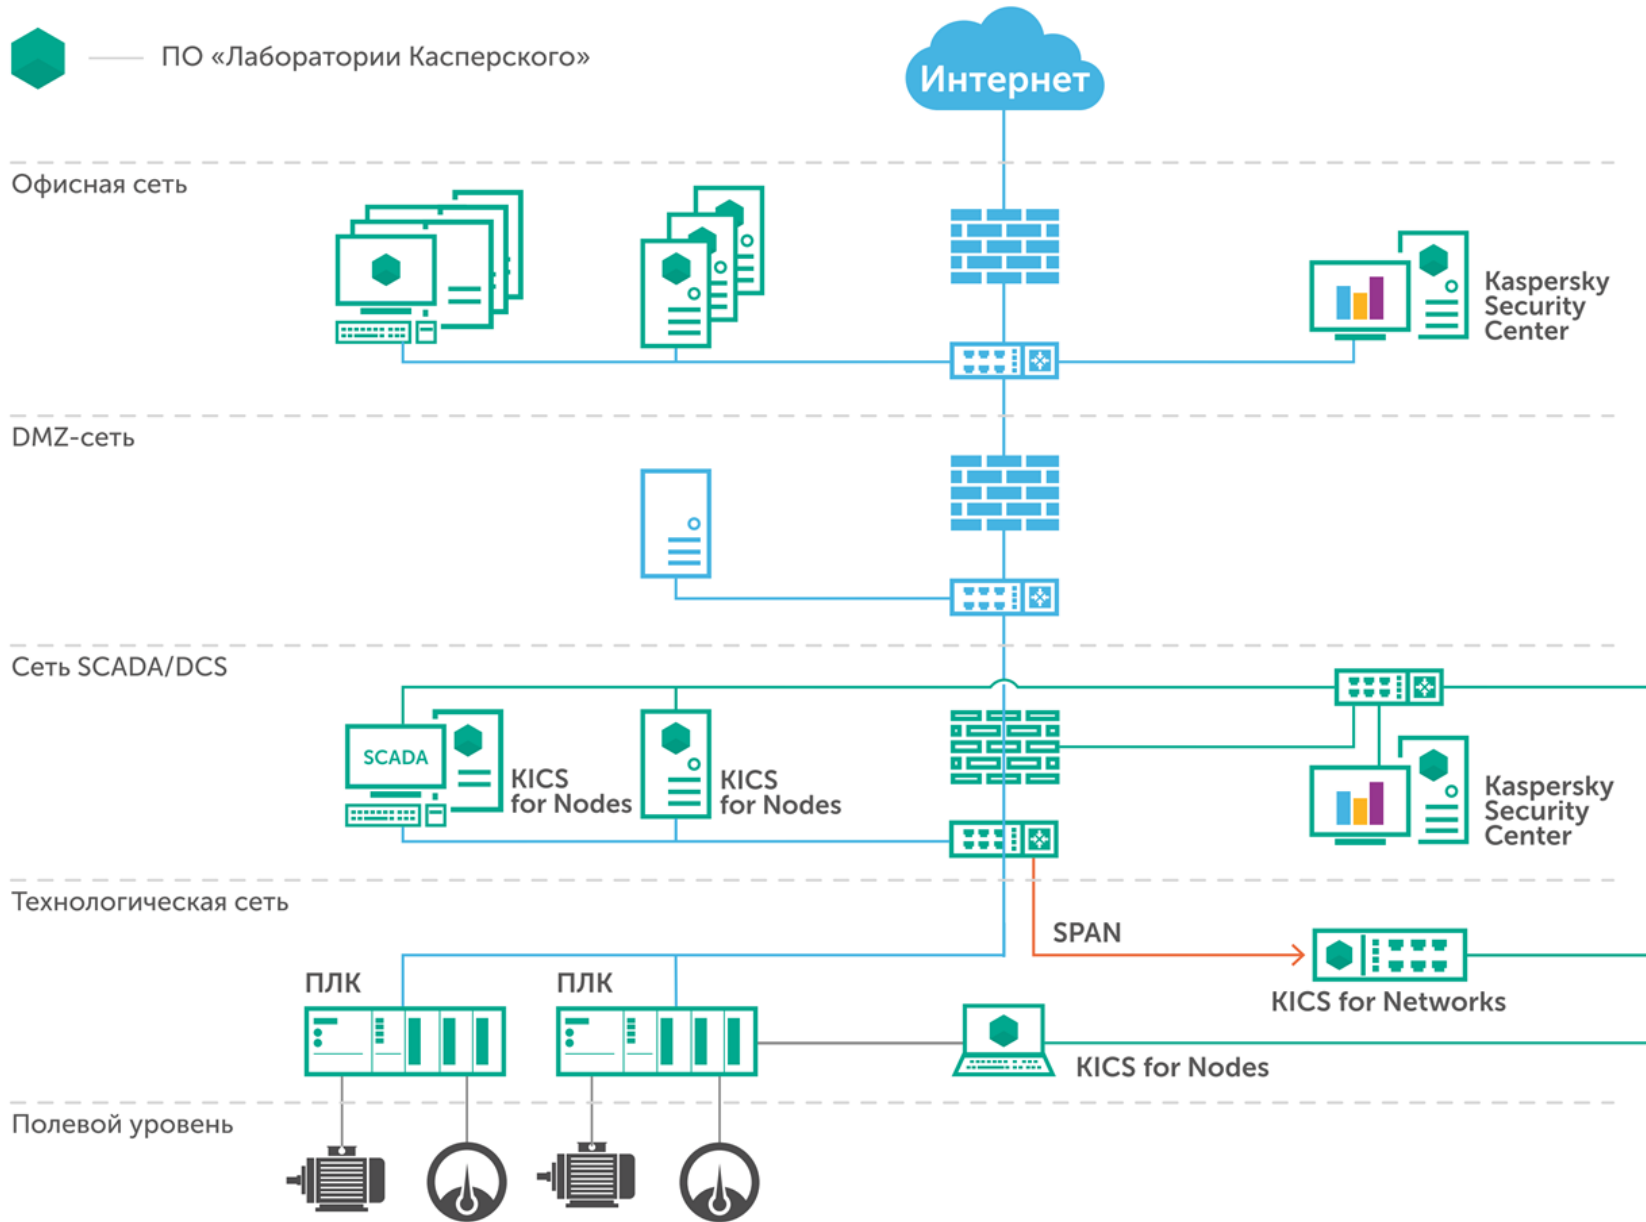 ПО «Лаборатории Касперского»
Интернет
Офисная сеть
Kaspersky
Security
Center
DMZ-сеть
Сеть SCADA/DCS
SCADA
KICS
for Nodes
KICS
for Nodes
Kaspersky
Security
Center
Технологическая сеть
SPAN
ПЛК
ПЛК
KICS for Networks
KICS for Nodes
Полевой уровень